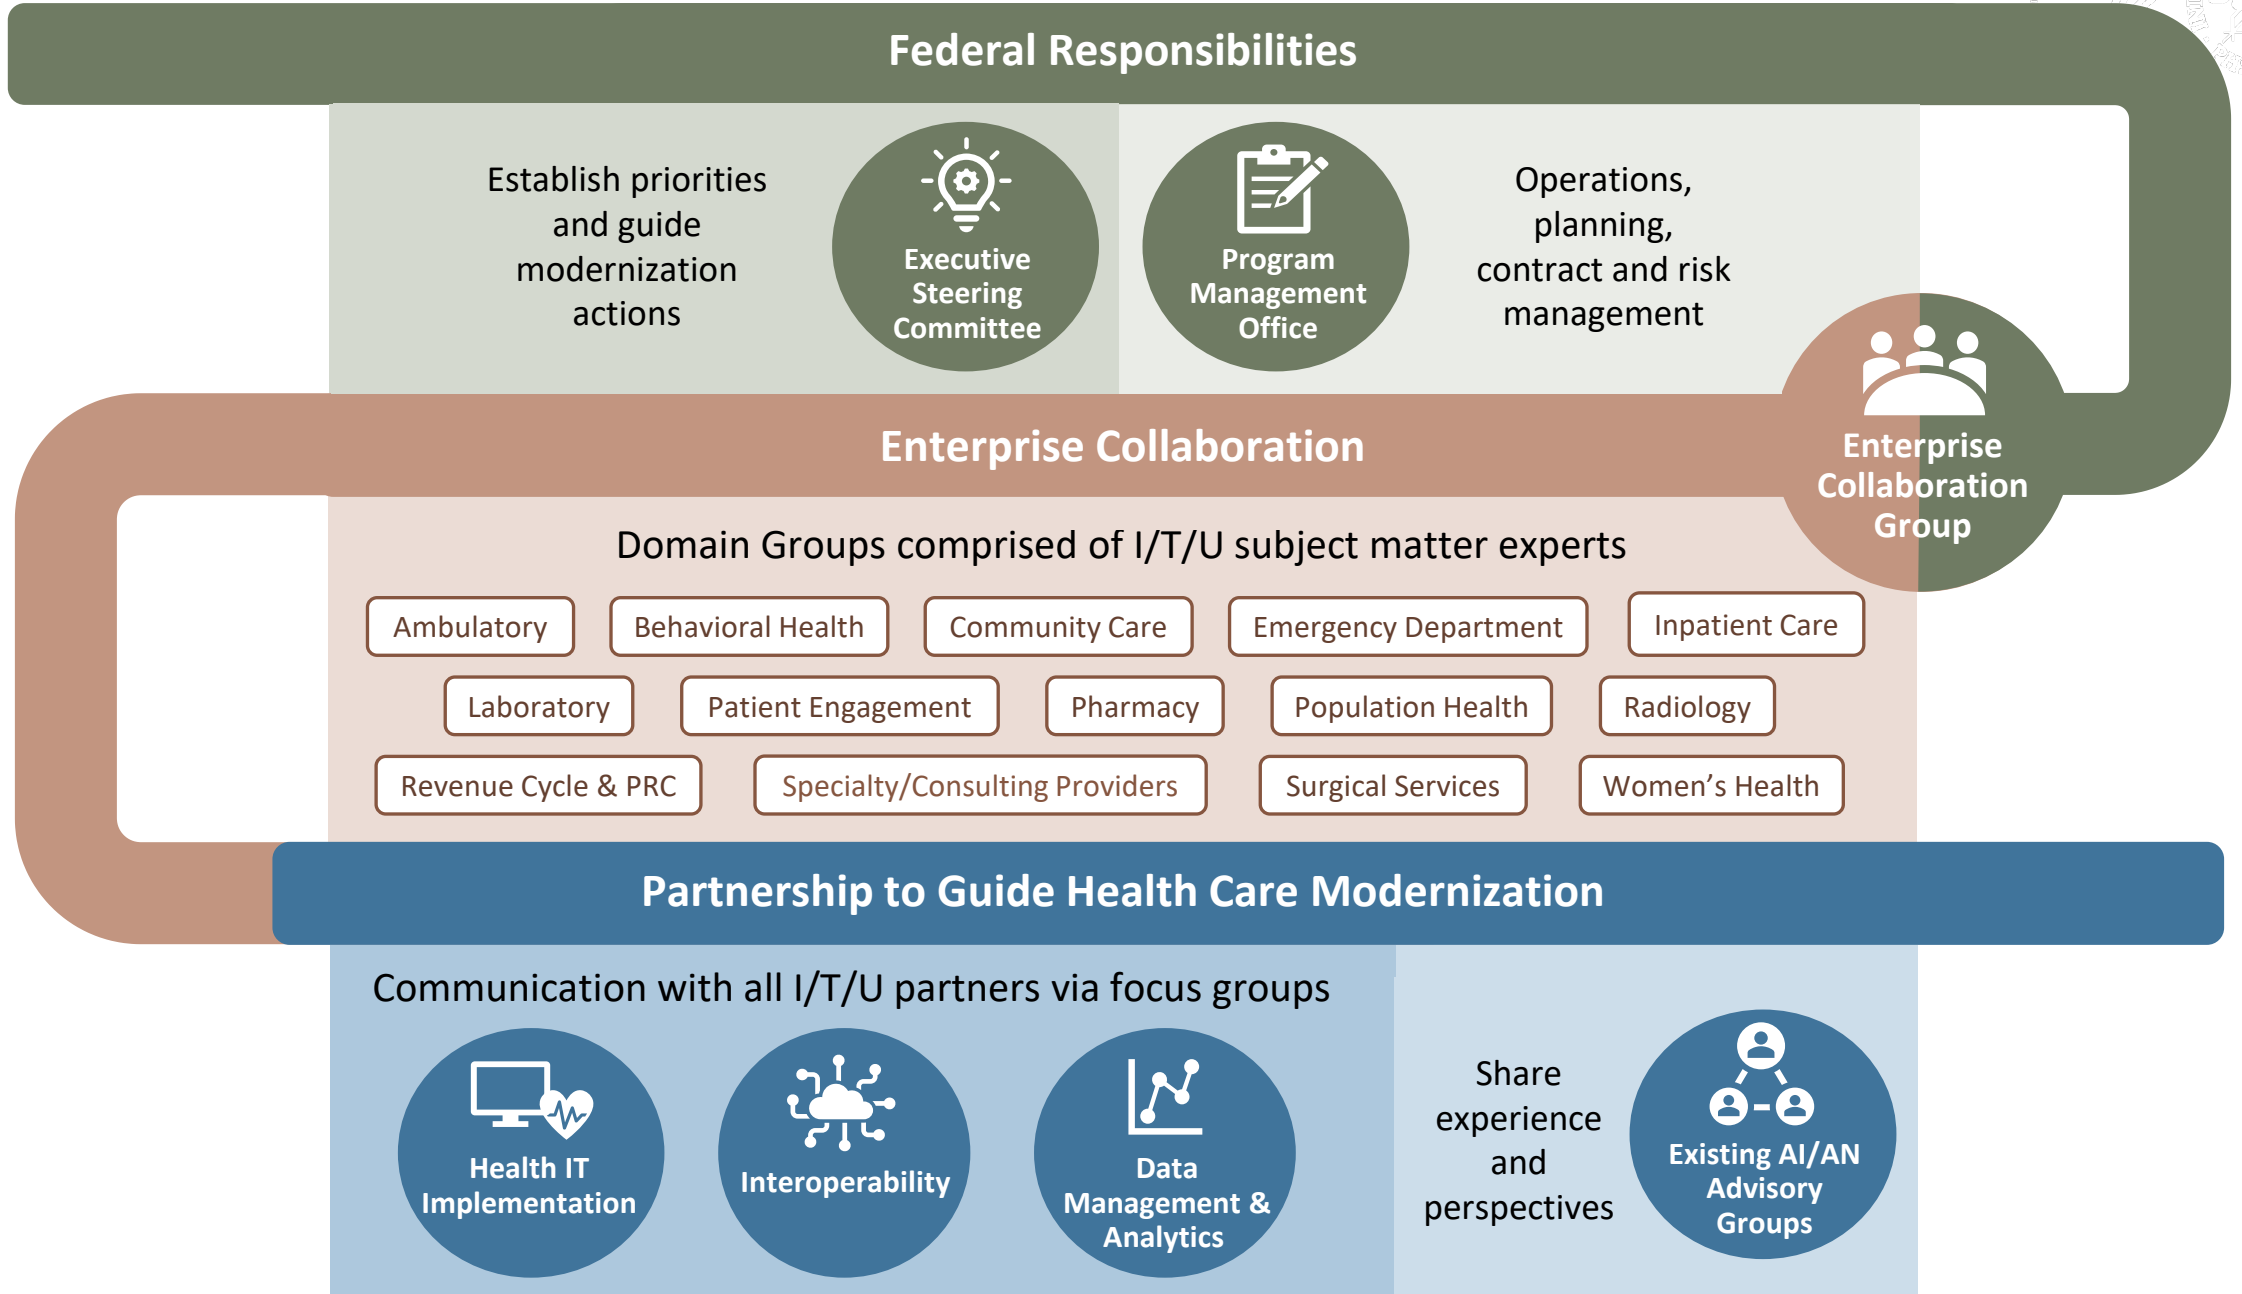 Federal Responsibilities
Establish priorities
and guide
modernization
actions
Executive
Steering
Committee
Program
Management
Office
Operations,
planning,
contract and risk
management
Enterprise Collaboration
Enterprise
Collaboration
Group
Domain Groups comprised of I/T/U subject matter experts
Ambulatory
Behavioral Health
Community Care
Emergency Department
Inpatient Care
Laboratory
Patient Engagement
Pharmacy
Population Health
Radiology
Revenue Cycle & PRC
Specialty/Consulting Providers
Surgical Services
Women’s Health
Partnership to Guide Health Care Modernization
Communication with all I/T/U partners via focus groups
Health IT
Implementation
Interoperability
Data
Management &
Analytics
Share
experience
and
perspectives
Existing AI/AN
Advisory
Groups